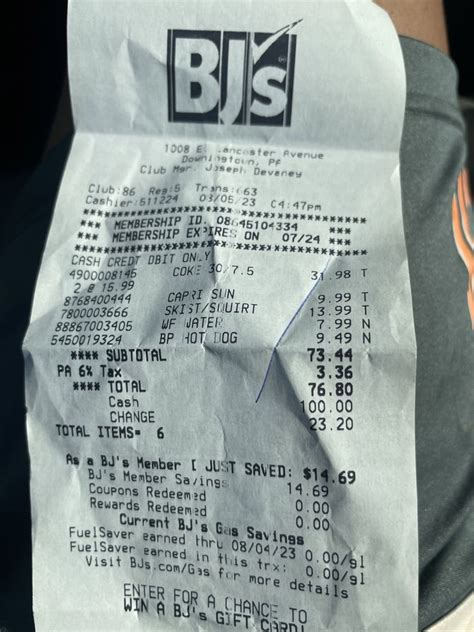 BJ's
1008 E. Lancaster Avenue
Downingtown, PA
Club Mgr. Joseph Devaney
Club:86 Reg:5 Trans:663
Cashier:511224 03/05/23 C4:47pm
************************************
*** MEMBERSHIP ID. 08645104334 ***
*** MEMBERSHIP EXPIRES ON 07/24 ***
************************************
CASH CREDT DBIT ONLY
4900008145 COKE 30/7.5 31.98 T
2 @ 15.99
8768400444 CAPRI SUN 9.99 T
7800003666 SKIST/SQUIRT 13.99 T
88867003405 WF WATER 7.99 N
5450019324 BP HOT DOG 9.49 N
**** SUBTOTAL 73.44
PA 6% Tax 3.36
**** TOTAL 76.80
Cash 100.00
CHANGE 23.20
TOTAL ITEMS= 6
As a BJ's Member I JUST SAVED: $14.69
BJ's Member Savings 14.69
Coupons Redeemed 0.00
Rewards Redeemed 0.00
Current BJ's Gas Savings
FuelSaver earned thru 08/04/23 0.00/gl
FuelSaver earned in this trx: 0.00/gl
Visit BJs.com/Gas for more details
ENTER FOR A CHANCE TO
WIN A BJ's GIFT CARD!